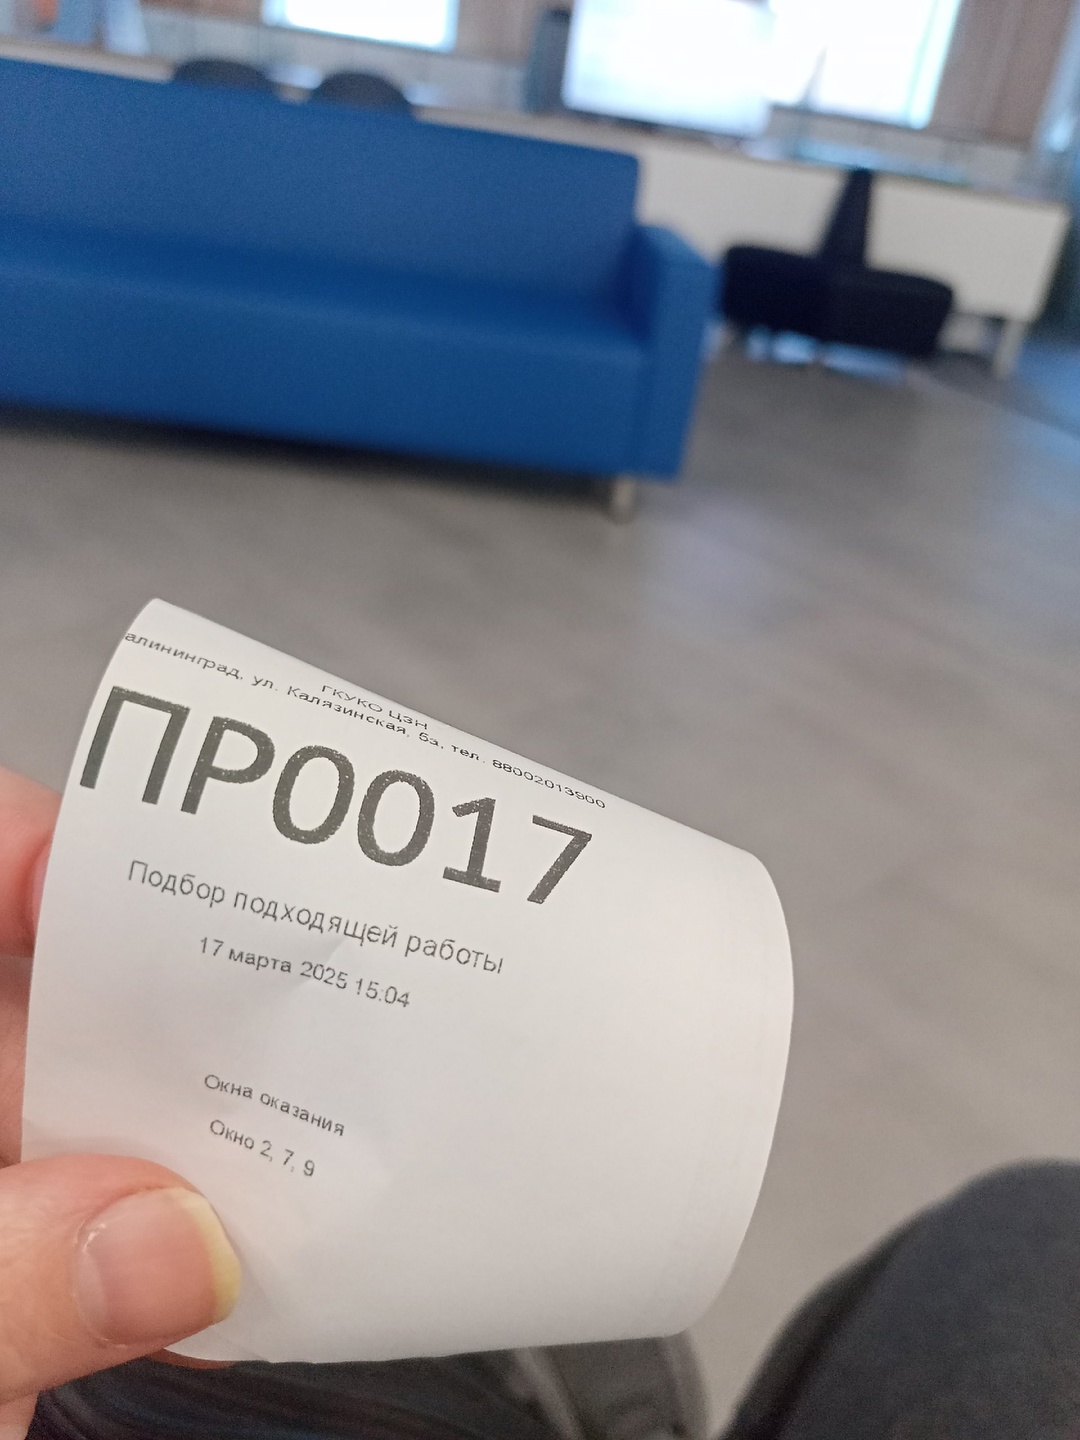 ГКУКО ЦЗН
алининград, ул. Калязинская, 5а, тел. 88002013900
ПР0017
Подбор подходящей работы
17 марта 2025 15:04
Окна оказания
Окно 2, 7, 9